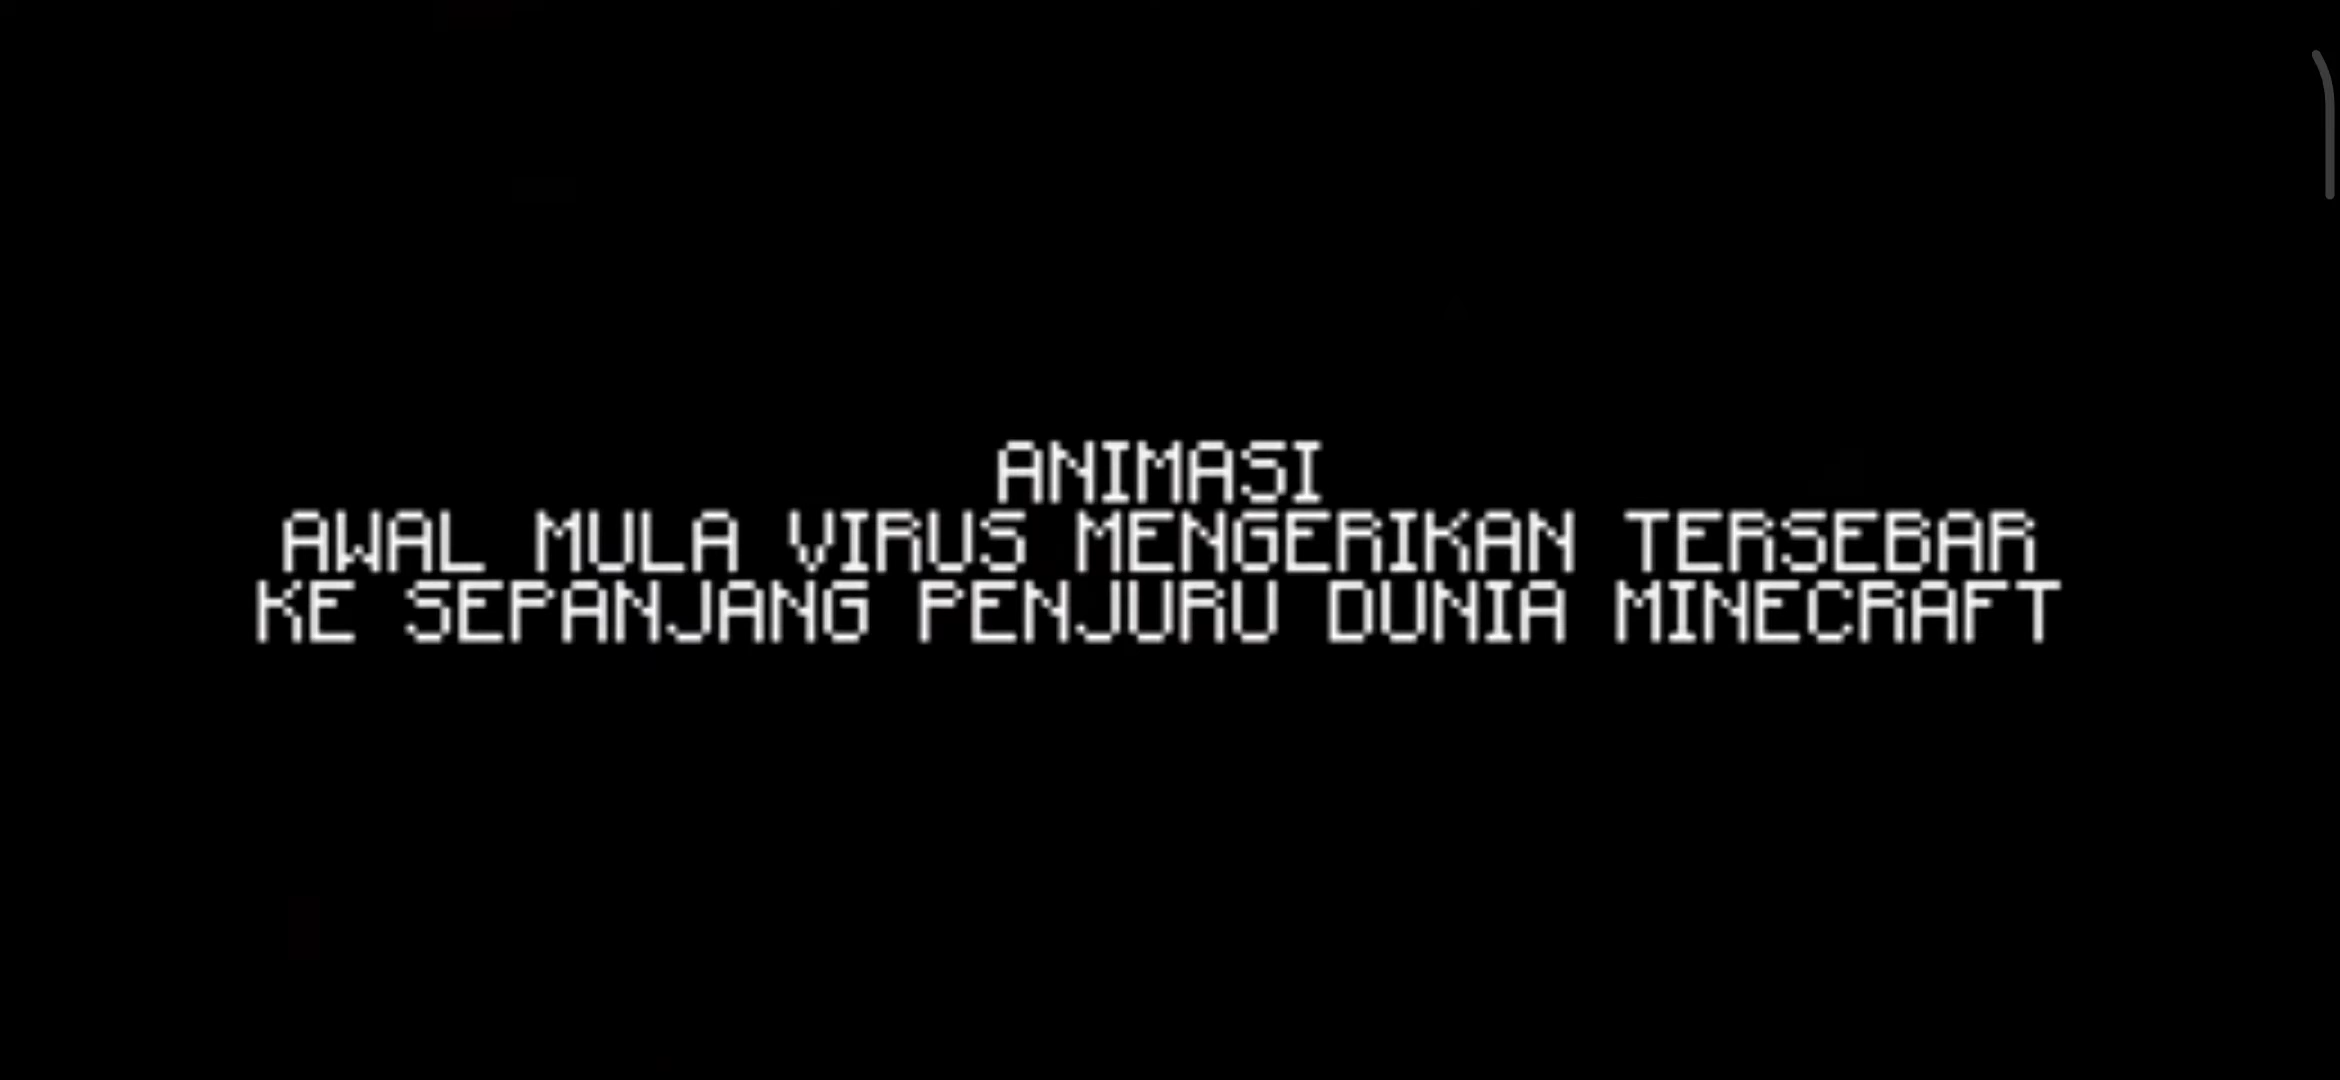 ANIMASI
AWAL MULA VIRUS MENGERIKAN TERSEBAR
KE SEPANJANG PENJURU DUNIA MINECRAFT